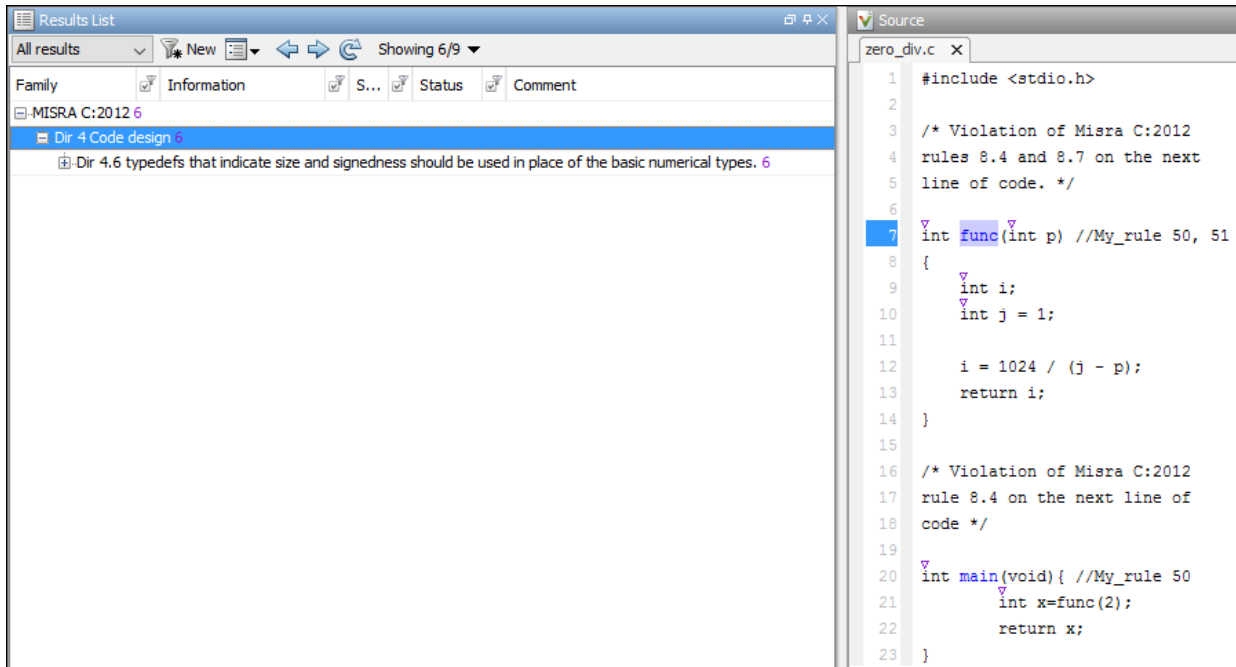 Results List
All results New Showing 6/9
Family Information S... Status Comment
MISRA C:2012 6
Dir 4 Code design 6
Dir 4.6 typedefs that indicate size and signedness should be used in place of the basic numerical types. 6
Source
zero_div.c X
1 #include <stdio.h>
2
3 /* Violation of Misra C:2012
4 rules 8.4 and 8.7 on the next
5 line of code. */
6
7 int func(int p) //My_rule 50, 51
8 {
9 int i;
10 int j = 1;
11
12 i = 1024 / (j - p);
13 return i;
14 }
15
16 /* Violation of Misra C:2012
17 rule 8.4 on the next line of
18 code */
19
20 int main(void){ //My_rule 50
21 int x=func(2);
22 return x;
23 }